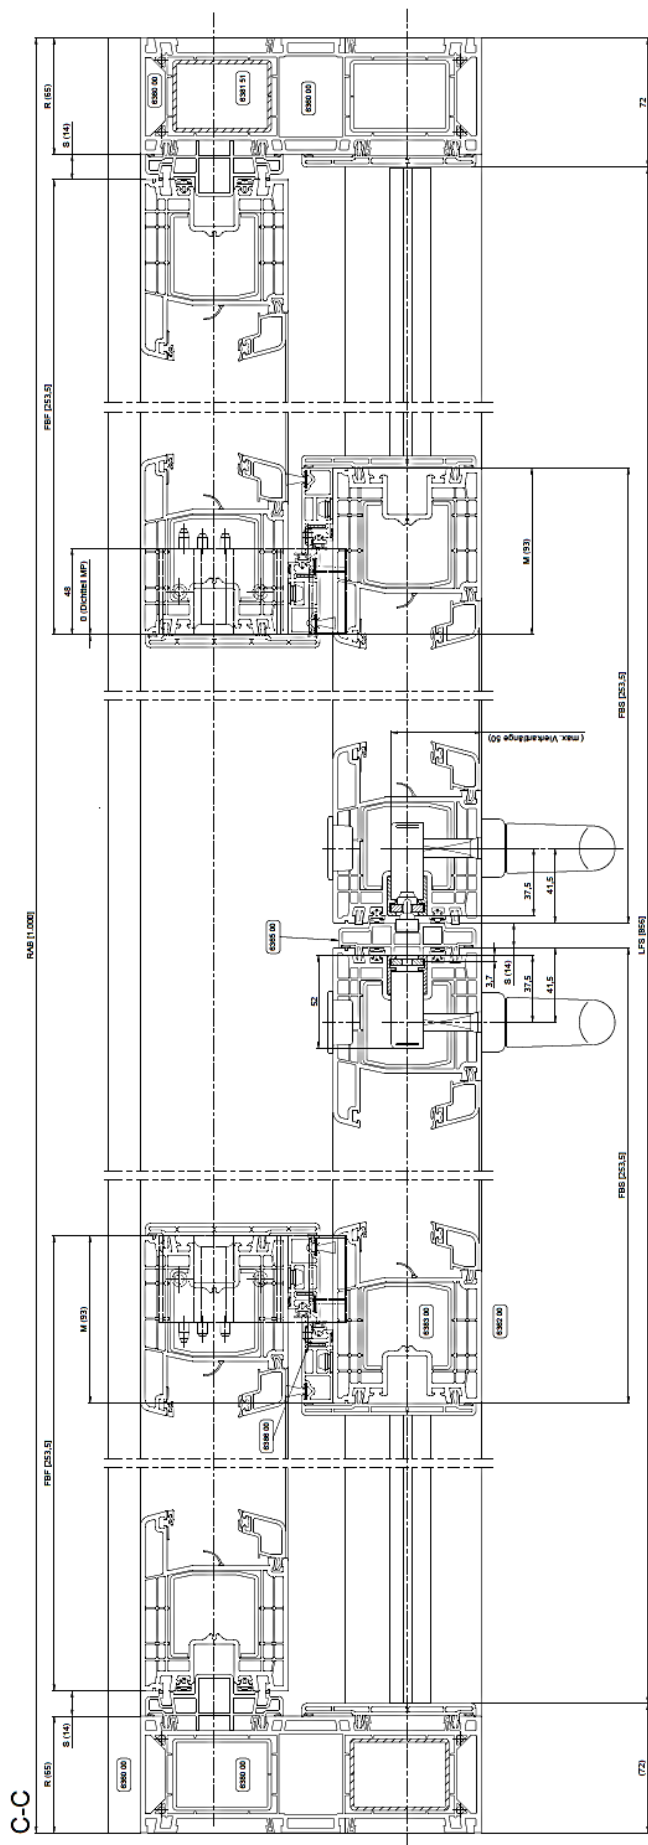 C-C
RAB [1.000]
R (65)
S (14)
FBF [253,5]
M (93)
48
D (Dichtteil MP)
FBF [253,5]
S (14)
R (65)
6380 00
6380 00
6386 00
6383 00
6382 00
52
6385 00
3,7
S (14)
37,5
41,5
37,5
41,5
( max. Vierkantlänge 50)
M (93)
6380 00
6381 51
6380 00
(72)
FBS [253,5]
LFS [856]
FBS [253,5]
72